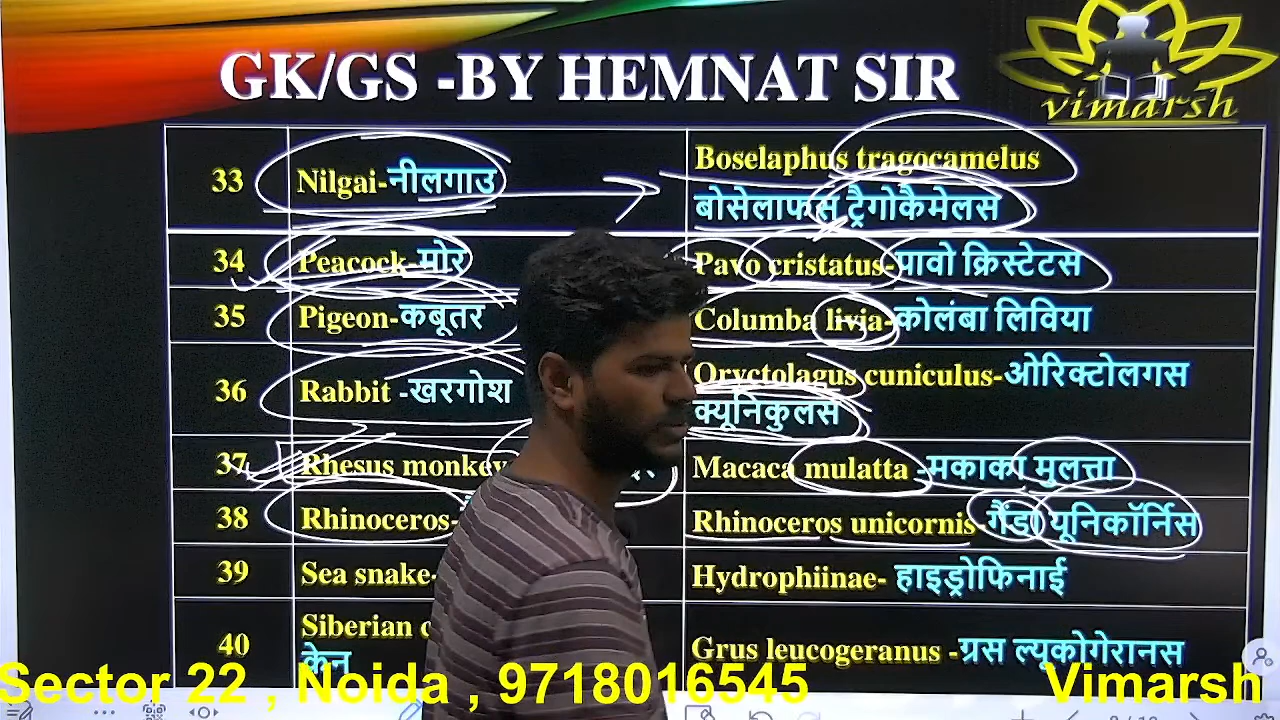 GK/GS -BY HEMNAT SIR
vimarsh
33 Nilgai-नीलगाउ Boselaphus tragocamelus
बोसेलाफस ट्रैगोकैमेलस
34 Peacock-मोर Pavo cristatus-पावो क्रिस्टेटस
35 Pigeon-कबूतर Columba livia-कोलंबा लिविया
36 Rabbit -खरगोश Oryctolagus cuniculus-ओरिक्टोलगस
क्यूनिकुलस
37 Rhesus monkey Macaca mulatta -मकाका मुलत्ता
38 Rhinoceros- Rhinoceros unicornis-गैंडा यूनिकॉर्निस
39 Sea snake- Hydrophiinae- हाइड्रोफिनाई
40 Siberian
केन Grus leucogeranus -ग्रस ल्यूकोगेरानस
Sector 22 , Noida , 9718016545 Vimarsh